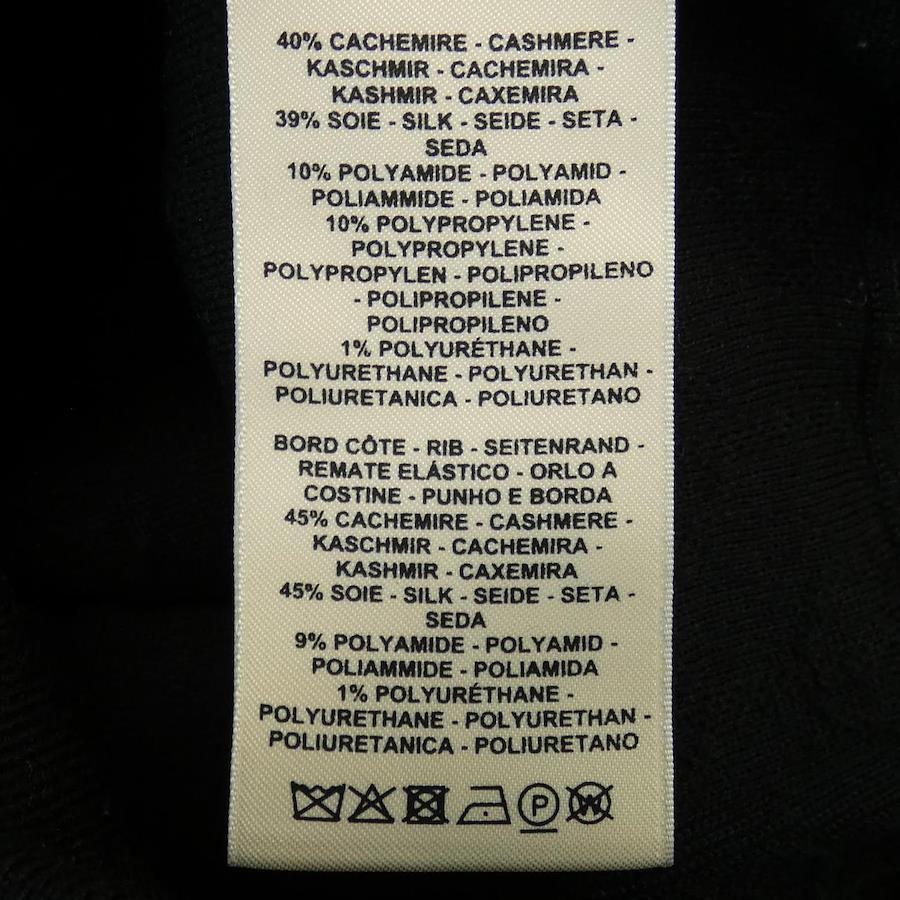 40% CACHEMIRE - CASHMERE -
KASCHMIR - CACHEMIRA -
KASHMIR - CAXEMIRA
39% SOIE - SILK - SEIDE - SETA -
SEDA
10% POLYAMIDE - POLYAMID -
POLIAMMIDE - POLIAMIDA
10% POLYPROPYLENE -
POLYPROPYLENE -
POLYPROPYLEN - POLIPROPILENO
- POLIPROPILENE -
POLIPROPILENO
1% POLYURÉTHANE -
POLYURETHANE - POLYURETHAN -
POLIURETANICA - POLIURETANO
BORD CÔTE - RIB - SEITENRAND -
REMATE ELÁSTICO - ORLO A
COSTINE - PUNHO E BORDA
45% CACHEMIRE - CASHMERE -
KASCHMIR - CACHEMIRA -
KASHMIR - CAXEMIRA
45% SOIE - SILK - SEIDE - SETA -
SEDA
9% POLYAMIDE - POLYAMID -
POLIAMMIDE - POLIAMIDA
1% POLYURÉTHANE -
POLYURETHANE - POLYURETHAN -
POLIURETANICA - POLIURETANO
P W